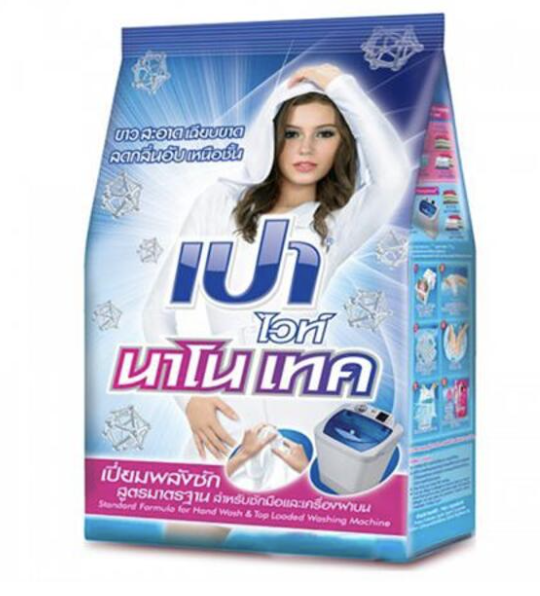 ขาว สะอาด เฉียบขาด
ลดกลิ่นอับ เหนือชั้น
เปา
ไวท์
นาโน เทค
เปี่ยมพลังซัก
สูตรมาตรฐาน สำหรับซักมือและเครื่องฝาบน
Standard Formula for Hand Wash & Top Loaded Washing Machine